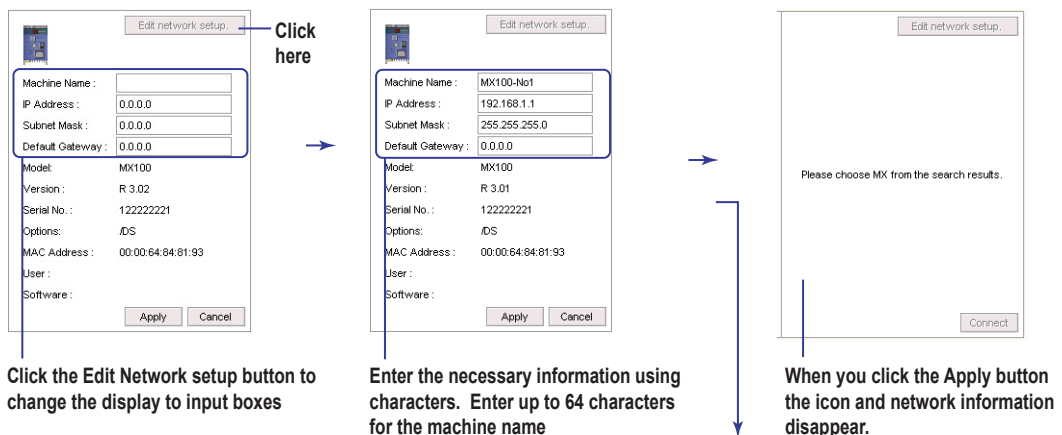 Edit network setup.
Click
here
Machine Name :
IP Address : 0.0.0.0
Subnet Mask : 0.0.0.0
Default Gateway : 0.0.0.0
Model: MX100
Version : R 3.02
Serial No. : 122222221
Options: /DS
MAC Address : 00:00:64:84:81:93
User :
Software :
Apply Cancel
Click the Edit Network setup button to
change the display to input boxes
Edit network setup.
Machine Name : MX100-No1
IP Address : 192.168.1.1
Subnet Mask : 255.255.255.0
Default Gateway : 0.0.0.0
Model: MX100
Version : R 3.01
Serial No. : 122222221
Options: /DS
MAC Address : 00:00:64:84:81:93
User :
Software :
Apply Cancel
Enter the necessary information using
characters. Enter up to 64 characters
for the machine name
Edit network setup.
Please choose MX from the search results.
Connect
When you click the Apply button
the icon and network information
disappear.